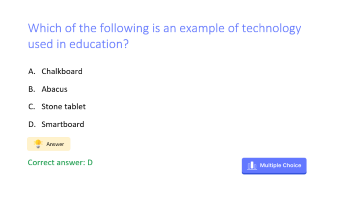 Which of the following is an example of technology
used in education?
A. Chalkboard
B. Abacus
C. Stone tablet
D. Smartboard
Answer
Correct answer: D
Multiple Choice